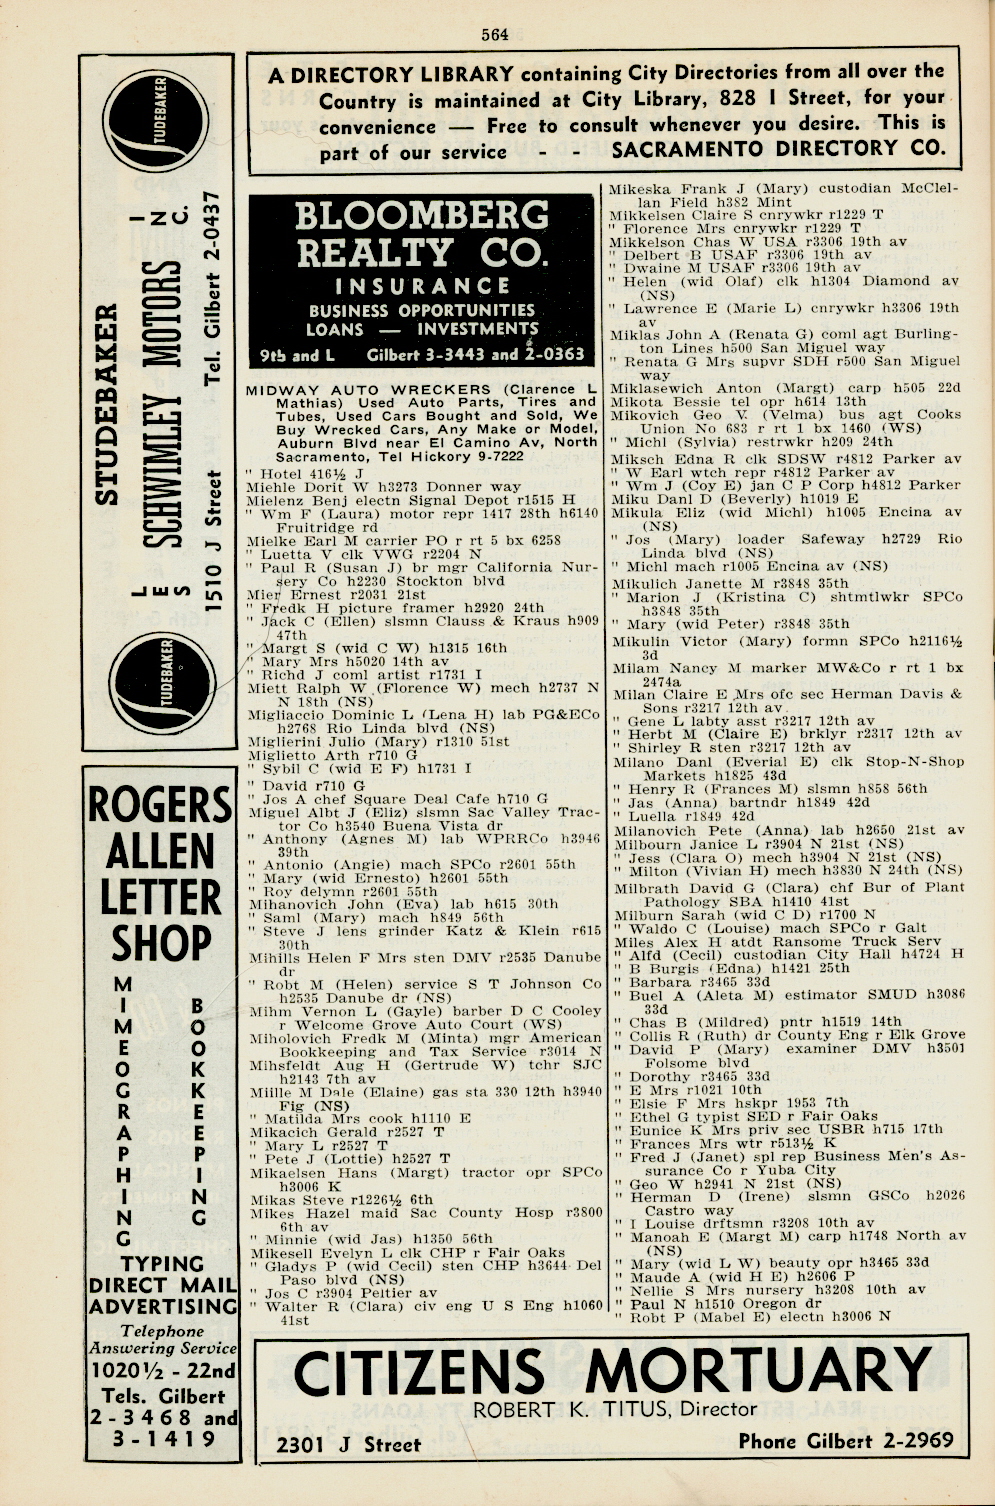 564
STUDEBAKER
STUDEBAKER
LES SCHWIMLEY MOTORS INC.
1510 J Street Tel. Gilbert 2-0437
STUDEBAKER
ROGERS
ALLEN
LETTER
SHOP
MIMEOGRAPHING
BOOKKEEPING
TYPING
DIRECT MAIL
ADVERTISING
Telephone
Answering Service
1020½ - 22nd
Tels. Gilbert
2-3468 and
3-1419
A DIRECTORY LIBRARY containing City Directories from all over the
Country is maintained at City Library, 828 I Street, for your
convenience — Free to consult whenever you desire. This is
part of our service - - SACRAMENTO DIRECTORY CO.
BLOOMBERG
REALTY CO.
INSURANCE
BUSINESS OPPORTUNITIES
LOANS — INVESTMENTS
9th and L Gilbert 3-3443 and 2-0363
MIDWAY AUTO WRECKERS (Clarence L
Mathias) Used Auto Parts, Tires and
Tubes, Used Cars Bought and Sold, We
Buy Wrecked Cars, Any Make or Model,
Auburn Blvd near El Camino Av, North
Sacramento, Tel Hickory 9-7222
" Hotel 416½ J
Miehle Dorit W h3273 Donner way
Mielenz Benj electn Signal Depot r1515 H
" Wm F (Laura) motor repr 1417 28th h6140
Fruitridge rd
Mielke Earl M carrier PO r rt 5 bx 6258
" Luetta V clk VWG r2204 N
" Paul R (Susan J) br mgr California Nur-
sery Co h2230 Stockton blvd
Mier Ernest r2031 21st
" Fredk H picture framer h2920 24th
" Jack C (Ellen) slsmn Clauss & Kraus h909
47th
" Margt S (wid C W) h1315 16th
" Mary Mrs h5020 14th av
" Richd J coml artist r1731 I
Miett Ralph W (Florence W) mech h2737 N
N 18th (NS)
Migliaccio Dominic L (Lena H) lab PG&ECo
h2768 Rio Linda blvd (NS)
Miglierini Julio (Mary) r1310 51st
Miglietto Arth r710 G
" Sybil C (wid E F) h1731 I
" David r710 G
" Jos A chef Square Deal Cafe h710 G
Miguel Albt J (Eliz) slsmn Sac Valley Trac-
tor Co h3540 Buena Vista dr
" Anthony (Agnes M) lab WPRRCo h3946
39th
" Antonio (Angie) mach SPCo r2601 55th
" Mary (wid Ernesto) h2601 55th
" Roy delymn r2601 55th
Mihanovich John (Eva) lab h615 30th
" Saml (Mary) mach h849 56th
" Steve J lens grinder Katz & Klein r615
30th
Mihills Helen F Mrs sten DMV r2535 Danube
dr
" Robt M (Helen) service S T Johnson Co
h2535 Danube dr (NS)
Mihm Vernon L (Gayle) barber D C Cooley
r Welcome Grove Auto Court (WS)
Miholovich Fredk M (Minta) mgr American
Bookkeeping and Tax Service r3014 N
Mihsfeldt Aug H (Gertrude W) tchr SJC
h2143 7th av
Miille M Dale (Elaine) gas sta 330 12th h3940
Fig (NS)
" Matilda Mrs cook h1110 E
Mikacich Gerald r2527 T
" Mary L r2527 T
" Pete J (Lottie) h2527 T
Mikaelsen Hans (Margt) tractor opr SPCo
h3006 K
Mikas Steve r1226½ 6th
Mikes Hazel maid Sac County Hosp r3800
6th av
" Minnie (wid Jas) h1350 56th
Mikesell Evelyn L clk CHP r Fair Oaks
" Gladys P (wid Cecil) sten CHP h3644 Del
Paso blvd (NS)
" Jos C r3904 Peltier av
" Walter R (Clara) civ eng U S Eng h1060
41st
Mikeska Frank J (Mary) custodian McClel-
lan Field h382 Mint
Mikkelsen Claire S cnrywkr r1229 T
" Florence Mrs cnrywkr r1229 T
Mikkelson Chas W USA r3306 19th av
" Delbert B USAF r3306 19th av
" Dwaine M USAF r3306 19th av
" Helen (wid Olaf) clk h1304 Diamond av
(NS)
" Lawrence E (Marie L) cnrywkr h3306 19th
av
Miklas John A (Renata G) coml agt Burling-
ton Lines h500 San Miguel way
" Renata G Mrs supvr SDH r500 San Miguel
way
Miklasewich Anton (Margt) carp h505 22d
Mikota Bessie tel opr h614 13th
Mikovich Geo V (Velma) bus agt Cooks
Union No 683 r rt 1 bx 1460 (WS)
" Michl (Sylvia) restrwkr h209 24th
Miksch Edna R clk SDSW r4812 Parker av
" W Earl wtch repr r4812 Parker av
" Wm J (Coy E) jan C P Corp h4812 Parker
Miku Danl D (Beverly) h1019 E
Mikula Eliz (wid Michl) h1005 Encina av
(NS)
" Jos (Mary) loader Safeway h2729 Rio
Linda blvd (NS)
" Michl mach r1005 Encina av (NS)
Mikulich Janette M r3848 35th
" Marion J (Kristina C) shtmtlwkr SPCo
h3848 35th
" Mary (wid Peter) r3848 35th
Mikulin Victor (Mary) formn SPCo h2116½
3d
Milam Nancy M marker MW&Co r rt 1 bx
2474a
Milan Claire E Mrs ofc sec Herman Davis &
Sons r3217 12th av
" Gene L labty asst r3217 12th av
" Herbt M (Claire E) brklyr r2317 12th av
" Shirley R sten r3217 12th av
Milano Danl (Everial E) clk Stop-N-Shop
Markets h1825 43d
" Henry R (Frances M) slsmn h858 56th
" Jas (Anna) bartndr h1849 42d
" Luella r1849 42d
Milanovich Pete (Anna) lab h2650 21st av
Milbourn Janice L r3904 N 21st (NS)
" Jess (Clara O) mech h3904 N 21st (NS)
" Milton (Vivian H) mech h3830 N 24th (NS)
Milbrath David G (Clara) chf Bur of Plant
Pathology SBA h1410 41st
Milburn Sarah (wid C D) r1700 N
" Waldo C (Louise) mach SPCo r Galt
Miles Alex H atdt Ransome Truck Serv
" Alfd (Cecil) custodian City Hall h4724 H
" B Burgis (Edna) h1421 25th
" Barbara r3465 33d
" Buel A (Aleta M) estimator SMUD h3086
33d
" Chas B (Mildred) pntr h1519 14th
" Collis R (Ruth) dr County Eng r Elk Grove
" David P (Mary) examiner DMV h3501
Folsome blvd
" Dorothy r3465 33d
" E Mrs r1021 10th
" Elsie F Mrs hskpr 1953 7th
" Ethel G typist SED r Fair Oaks
" Eunice K Mrs priv sec USBR h715 17th
" Frances Mrs wtr r513½ K
" Fred J (Janet) spl rep Business Men's As-
surance Co r Yuba City
" Geo W h2941 N 21st (NS)
" Herman D (Irene) slsmn GSCo h2026
Castro way
" I Louise drftsmn r3208 10th av
" Manoah E (Margt M) carp h1748 North av
(NS)
" Mary (wid L W) beauty opr h3465 33d
" Maude A (wid H E) h2606 P
" Nellie S Mrs nursery h3208 10th av
" Paul N h1510 Oregon dr
" Robt P (Mabel E) electn h3006 N
CITIZENS MORTUARY
ROBERT K. TITUS, Director
2301 J Street Phone Gilbert 2-2969